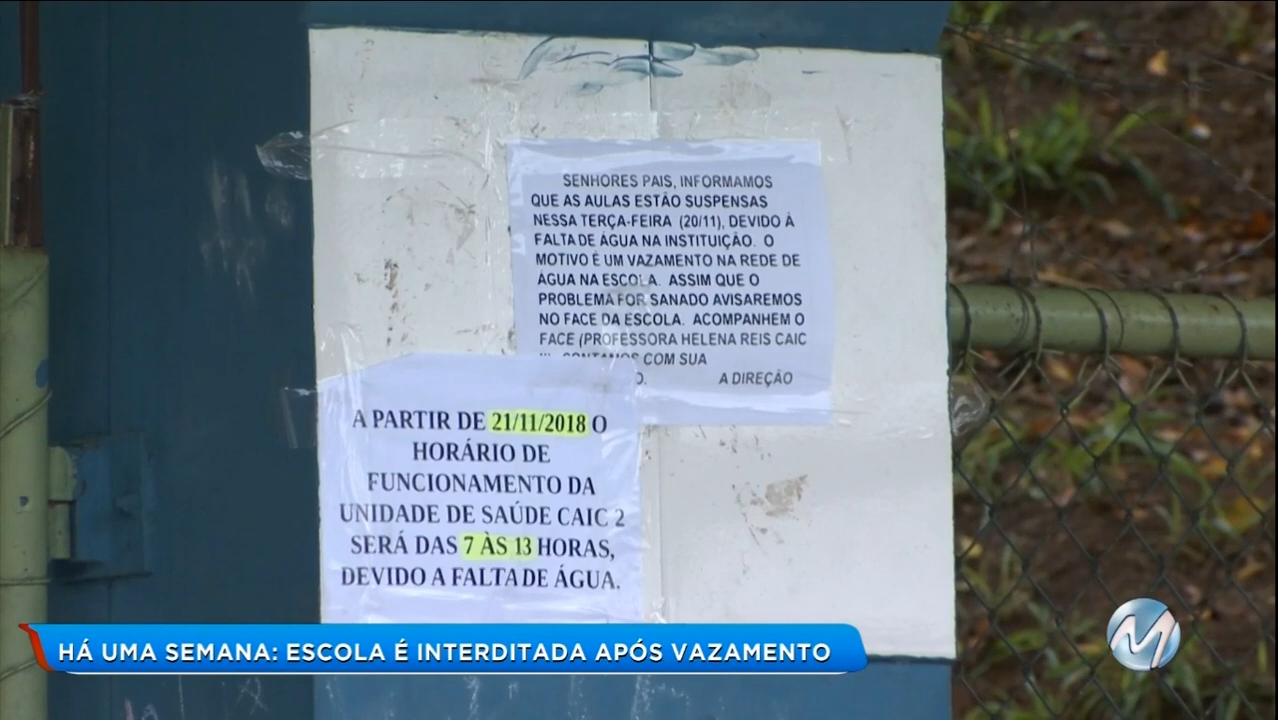 SENHORES PAIS, INFORMAMOS
QUE AS AULAS ESTÃO SUSPENSAS
NESSA TERÇA-FEIRA (20/11), DEVIDO À
FALTA DE ÁGUA NA INSTITUIÇÃO. O
MOTIVO É UM VAZAMENTO NA REDE DE
ÁGUA NA ESCOLA. ASSIM QUE O
PROBLEMA FOR SANADO AVISAREMOS
NO FACE DA ESCOLA. ACOMPANHEM O
FACE (PROFESSORA HELENA REIS CAIC
CONTAMOS COM SUA
A DIREÇÃO
A PARTIR DE 21/11/2018 O
HORÁRIO DE
FUNCIONAMENTO DA
UNIDADE DE SAÚDE CAIC 2
SERÁ DAS 7 ÀS 13 HORAS,
DEVIDO A FALTA DE ÁGUA.
HÁ UMA SEMANA: ESCOLA É INTERDITADA APÓS VAZAMENTO
M